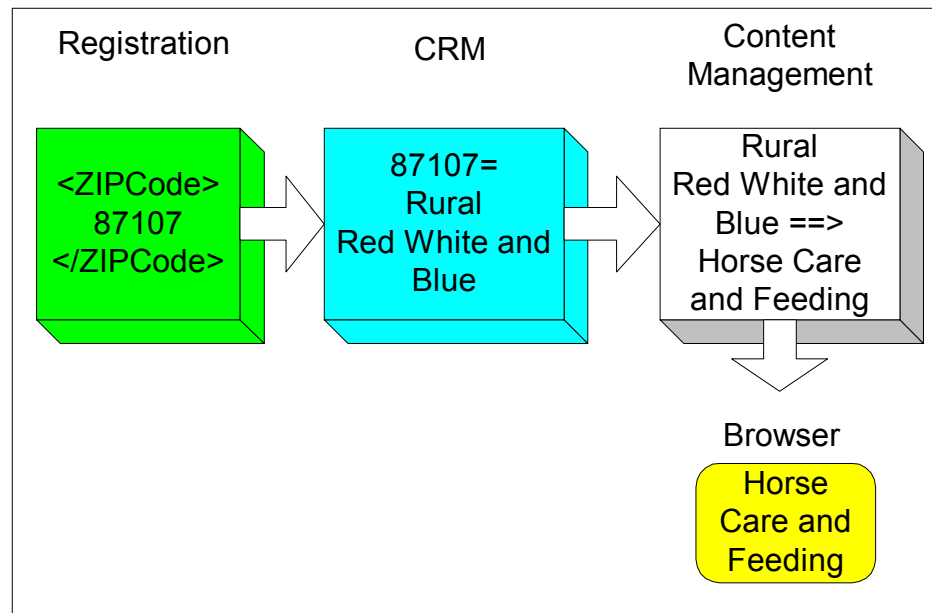 Registration
CRM
Content
Management
<ZIPCode>
87107
</ZIPCode>
87107=
Rural
Red White and
Blue
Rural
Red White and
Blue ==>
Horse Care
and Feeding
Browser
Horse
Care and
Feeding